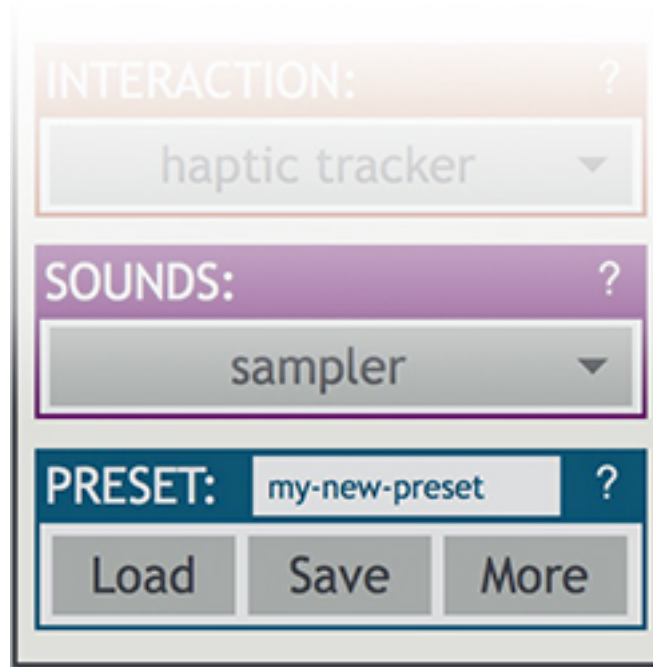 INTERACTION: ?
haptic tracker
SOUNDS: ?
sampler
PRESET: my-new-preset ?
Load Save More